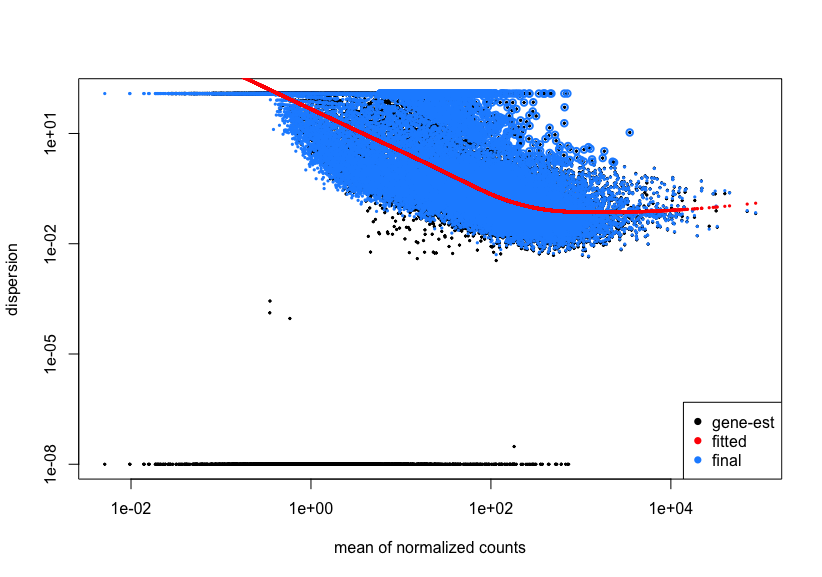 dispersion
1e+01
1e-02
1e-05
1e-08
gene-est
fitted
final
1e-02 1e+00 1e+02 1e+04
mean of normalized counts